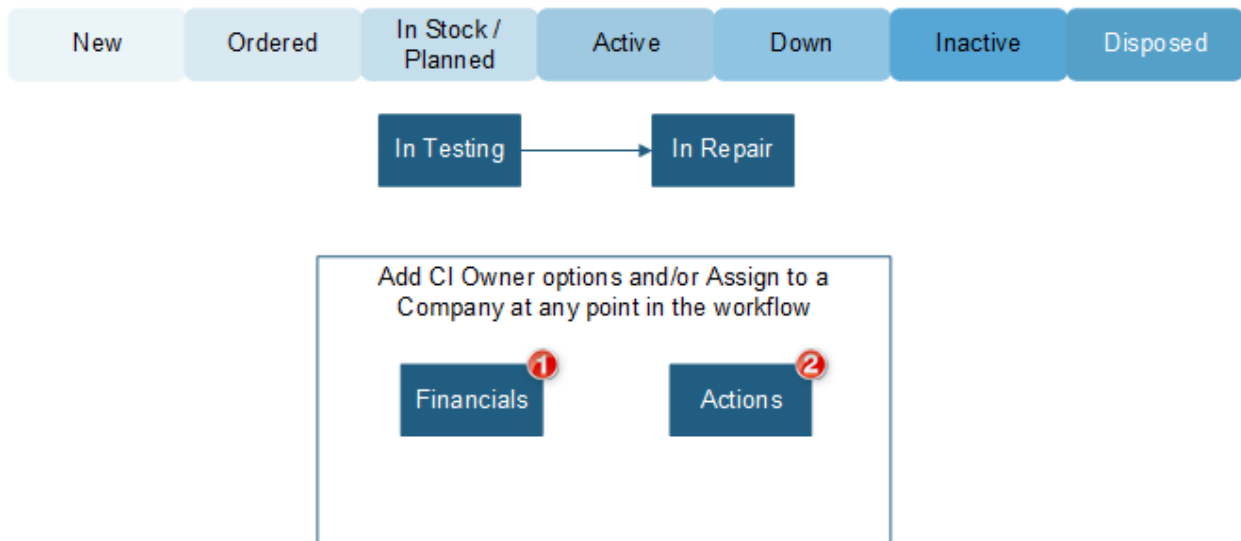 New
Ordered
In Stock /
Planned
Active
Down
Inactive
Disposed
In Testing
In Repair
Add CI Owner options and/or Assign to a
Company at any point in the workflow
1
2
Financials
Actions